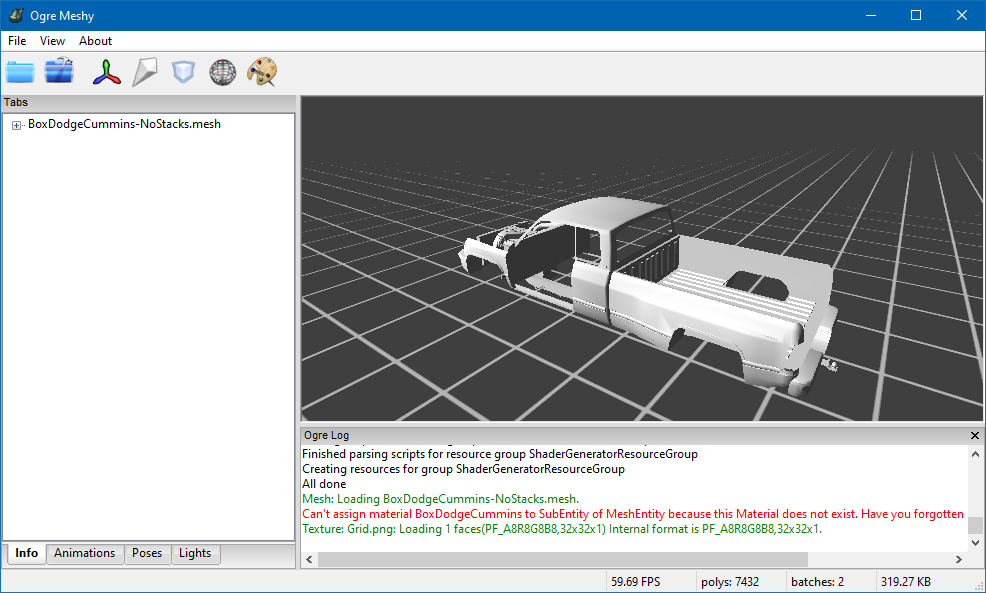 Ogre Meshy
File View About
Tabs
BoxDodgeCummins-NoStacks.mesh
Ogre Log
Finished parsing scripts for resource group ShaderGeneratorResourceGroup
Creating resources for group ShaderGeneratorResourceGroup
All done
Mesh: Loading BoxDodgeCummins-NoStacks.mesh.
Can't assign material BoxDodgeCummins to SubEntity of MeshEntity because this Material does not exist. Have you forgotten
Texture: Grid.png: Loading 1 faces(PF_A8R8G8B8,32x32x1) Internal format is PF_A8R8G8B8,32x32x1.
Info Animations Poses Lights
59.69 FPS polys: 7432 batches: 2 319.27 KB